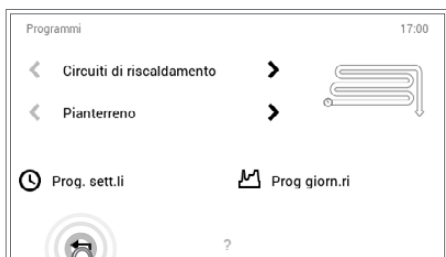 Programmi 17:00
Circuiti di riscaldamento
Pianterreno
Prog. sett.li Prog giorn.ri
?